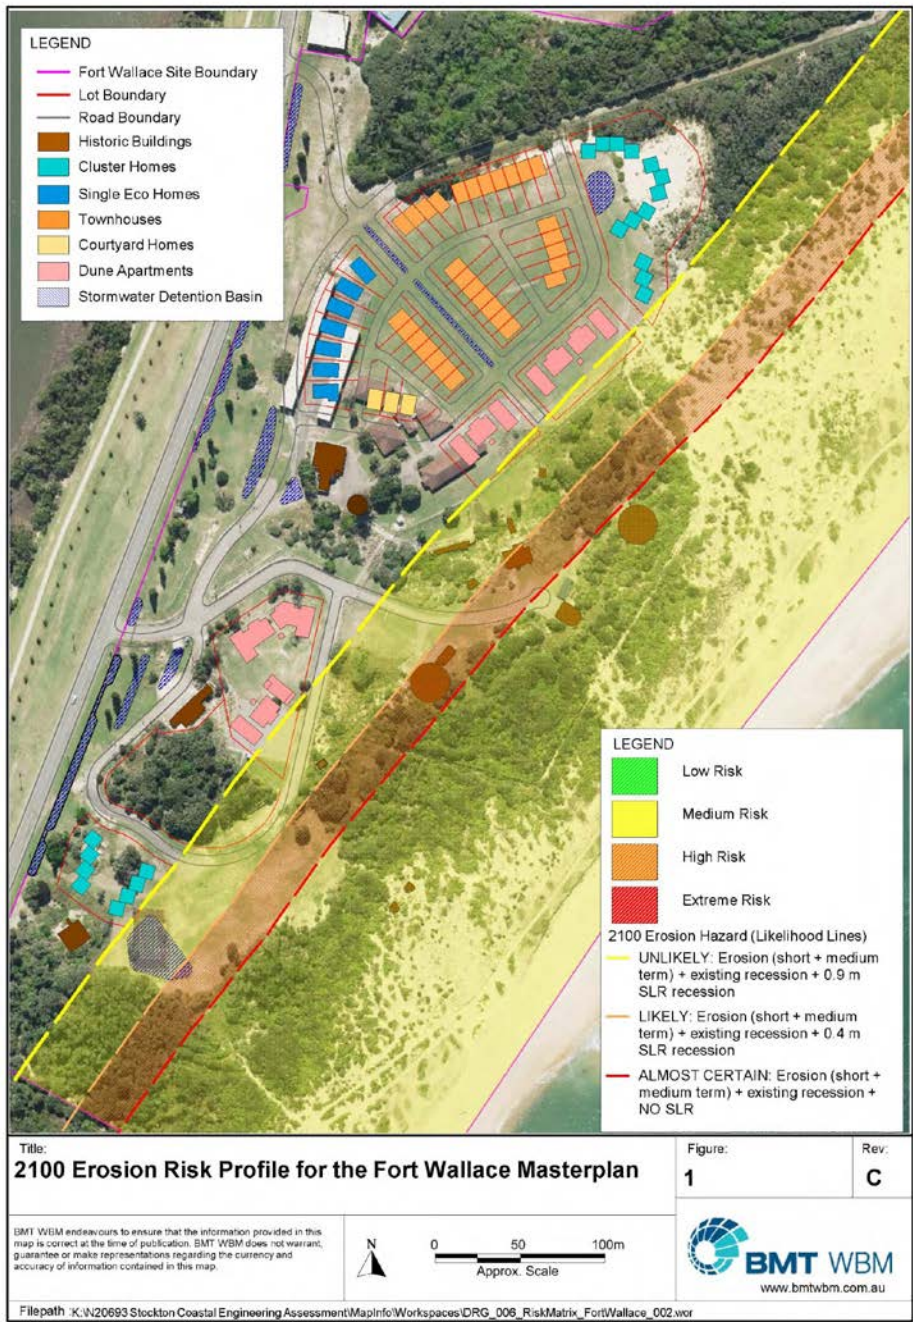 LEGEND
Fort Wallace Site Boundary
Lot Boundary
Road Boundary
Historic Buildings
Cluster Homes
Single Eco Homes
Townhouses
Courtyard Homes
Dune Apartments
Stormwater Detention Basin
LEGEND
Low Risk
Medium Risk
High Risk
Extreme Risk
2100 Erosion Hazard (Likelihood Lines)
UNLIKELY: Erosion (short + medium
term) + existing recession + 0.9 m
SLR recession
LIKELY: Erosion (short + medium
term) + existing recession + 0.4 m
SLR recession
ALMOST CERTAIN: Erosion (short +
medium term) + existing recession +
NO SLR
Title:
2100 Erosion Risk Profile for the Fort Wallace Masterplan
Figure:
1
Rev:
C
BMT WBM endeavours to ensure that the information provided in this
map is correct at the time of publication. BMT WBM does not warrant,
guarantee or make representations regarding the currency and
accuracy of information contained in this map.
N
0 50 100m
Approx. Scale
BMT WBM
www.bmtwbm.com.au
Filepath :K:\N20693 Stockton Coastal Engineering Assessment\MapInfo\Workspaces\DRG_006_RiskMatrix_FortWallace_002.wor